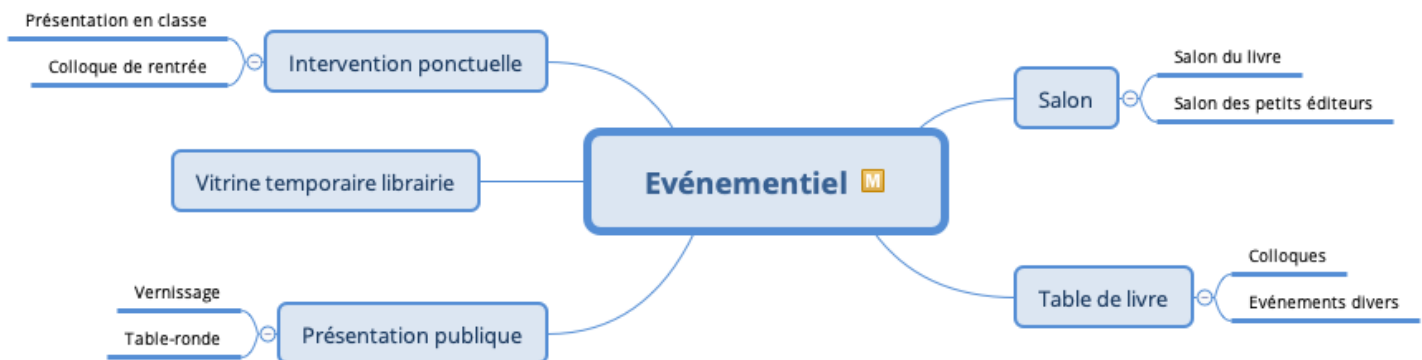 Présentation en classe
Colloque de rentrée
Intervention ponctuelle
Vitrine temporaire librairie
Vernissage
Table-ronde
Présentation publique
Evénementiel M
Salon
Salon du livre
Salon des petits éditeurs
Table de livre
Colloques
Evénements divers